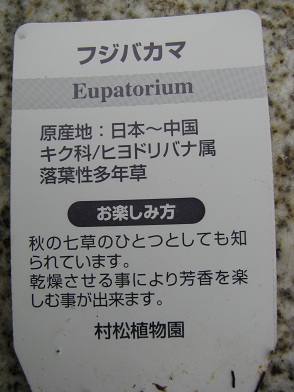 フジバカマ
Eupatorium
原産地：日本～中国
キク科/ヒヨドリバナ属
落葉性多年草
お楽しみ方
秋の七草のひとつとしても知
られています。
乾燥させる事により芳香を楽
しむ事が出来ます。
村松植物園